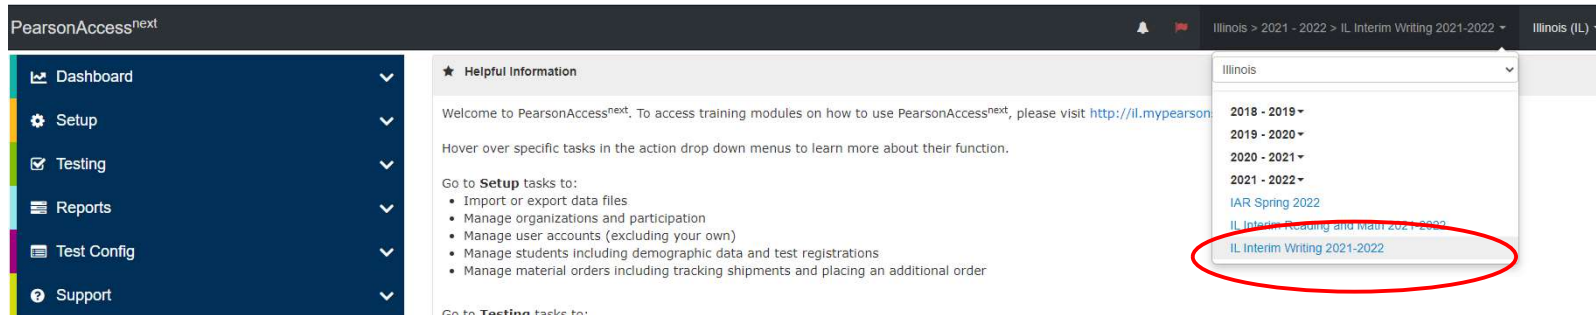 PearsonAccessnext
Illinois > 2021 - 2022 > IL Interim Writing 2021-2022
Illinois (IL)
Dashboard
Setup
Testing
Reports
Test Config
Support
Helpful Information
Welcome to PearsonAccessnext. To access training modules on how to use PearsonAccessnext, please visit http://il.mypearson
Hover over specific tasks in the action drop down menus to learn more about their function.
Go to Setup tasks to:
• Import or export data files
• Manage organizations and participation
• Manage user accounts (excluding your own)
• Manage students including demographic data and test registrations
• Manage material orders including tracking shipments and placing an additional order
Go to Testing tasks to:
Illinois
2018 - 2019
2019 - 2020
2020 - 2021
2021 - 2022
IAR Spring 2022
IL Interim Reading and Math 2021-2022
IL Interim Writing 2021-2022